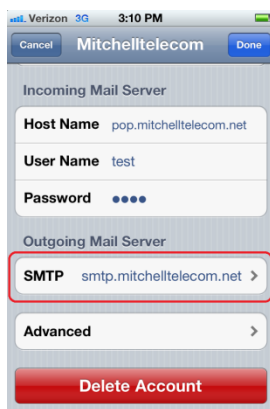 Verizon 3G 3:10 PM
Cancel Mitchelltelecom Done
Incoming Mail Server
Host Name pop.mitchelltelecom.net
User Name test
Password ●●●●
Outgoing Mail Server
SMTP smtp.mitchelltelecom.net >
Advanced >
Delete Account